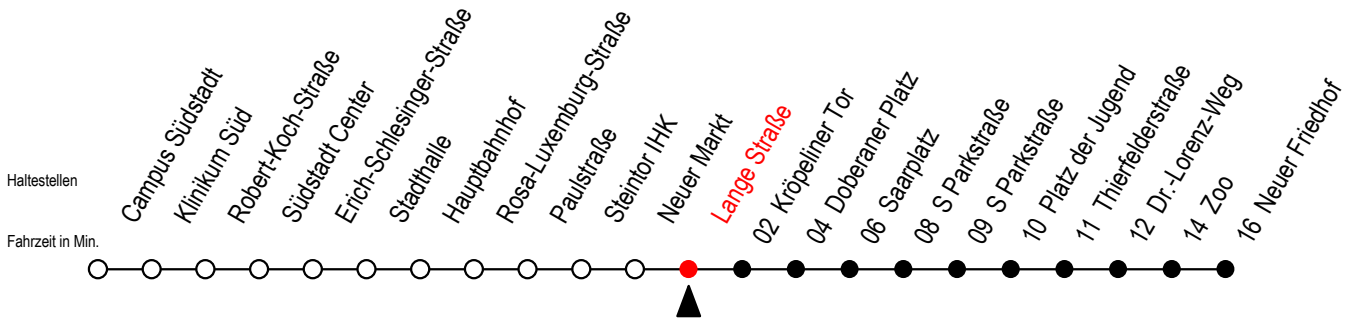 Haltestellen
Campus Südstadt
Klinikum Süd
Robert-Koch-Straße
Südstadt Center
Erich-Schlesinger-Straße
Stadthalle
Hauptbahnhof
Rosa-Luxemburg-Straße
Paulstraße
Steintor IHK
Neuer Markt
Lange Straße
Fahrzeit in Min.
02 Kröpeliner Tor
04 Doberaner Platz
06 Saarplatz
08 S Parkstraße
09 S Parkstraße
10 Platz der Jugend
11 Thierfelderstraße
12 Dr.-Lorenz-Weg
14 Zoo
16 Neuer Friedhof